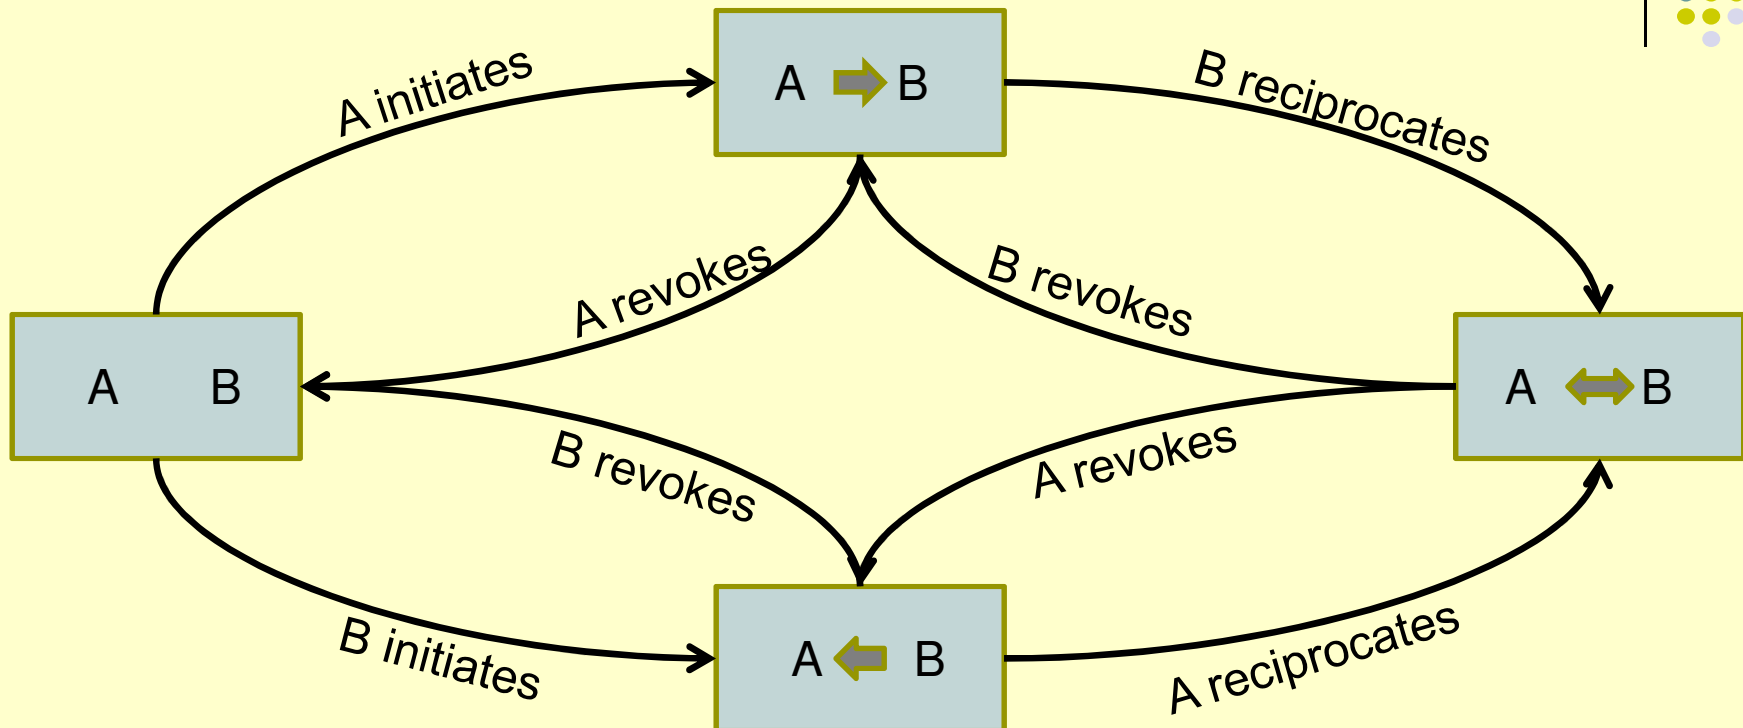 A initiates
A B
B reciprocates
A revokes
B revokes
A B
A B
B revokes
A revokes
B initiates
A B
A reciprocates